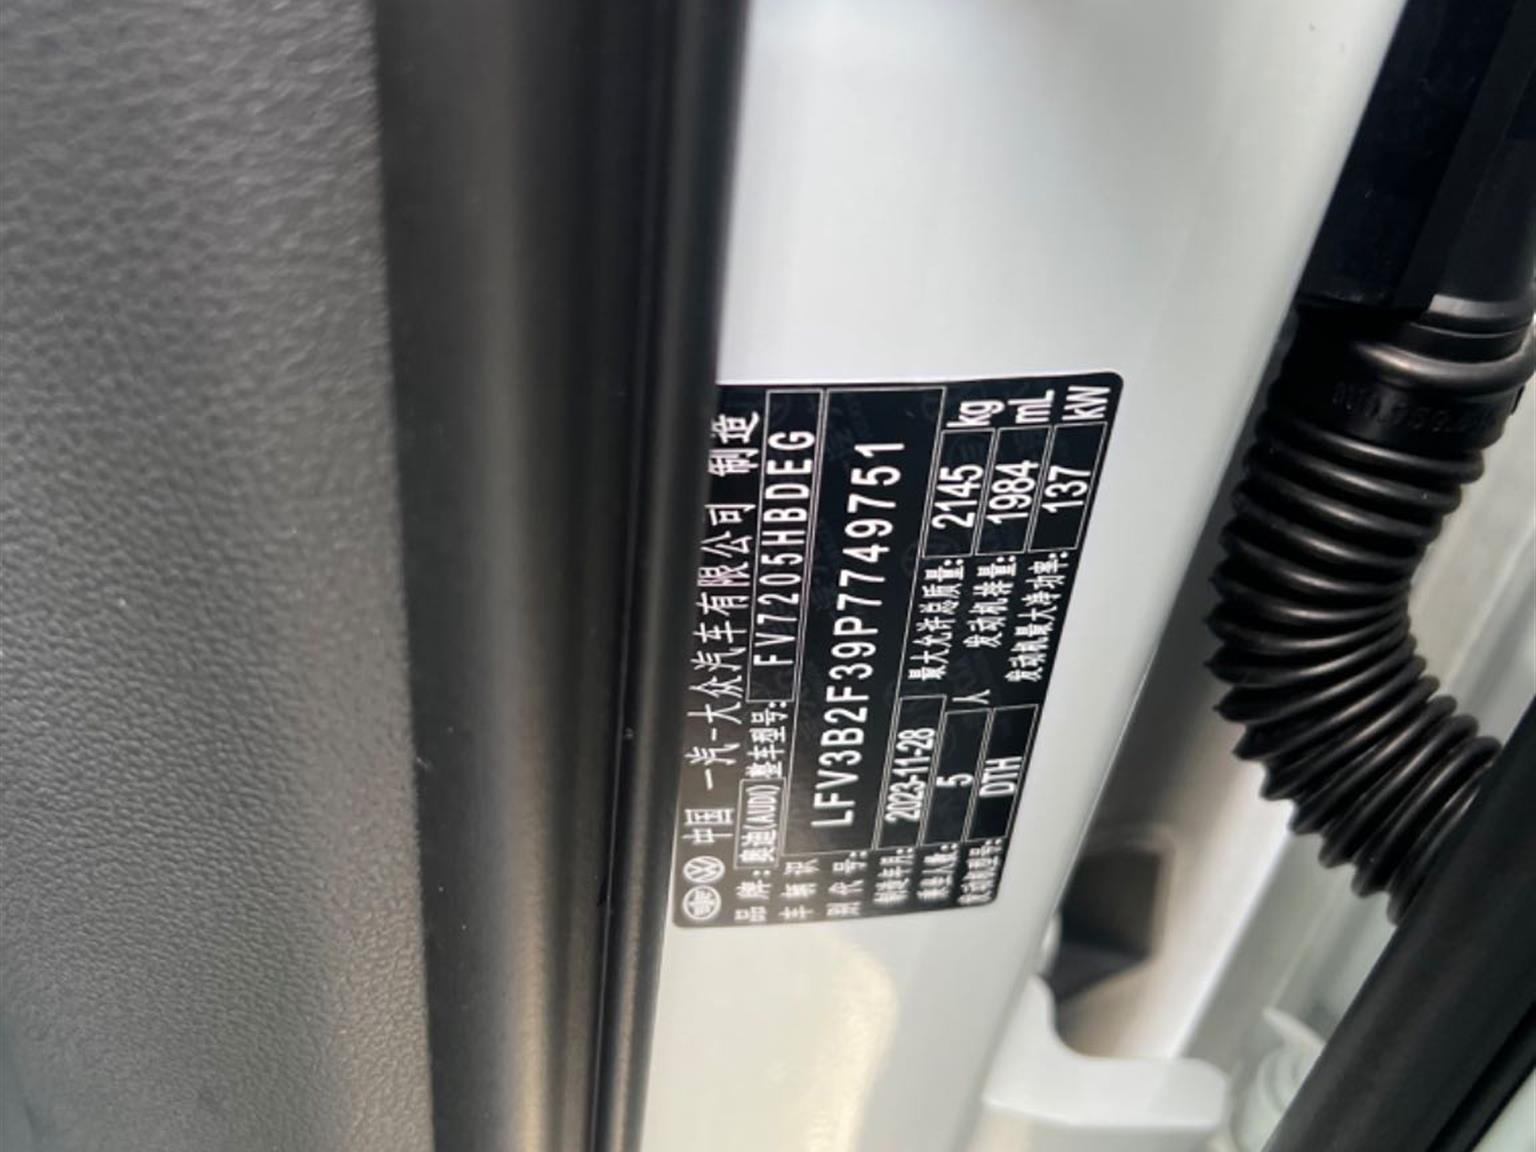 中国 一汽-大众汽车有限公司 制造
品牌: 奥迪(AUDI) 整车型号: FV7205HBDEG
车辆识别代号: LFV3B2F39P7749751
制造年月: 2023-11-28 最大允许总质量: 2145 kg
乘坐人数: 5 人 发动机排量: 1984 mL
发动机型号: DTH 发动机最大净功率: 137 kW